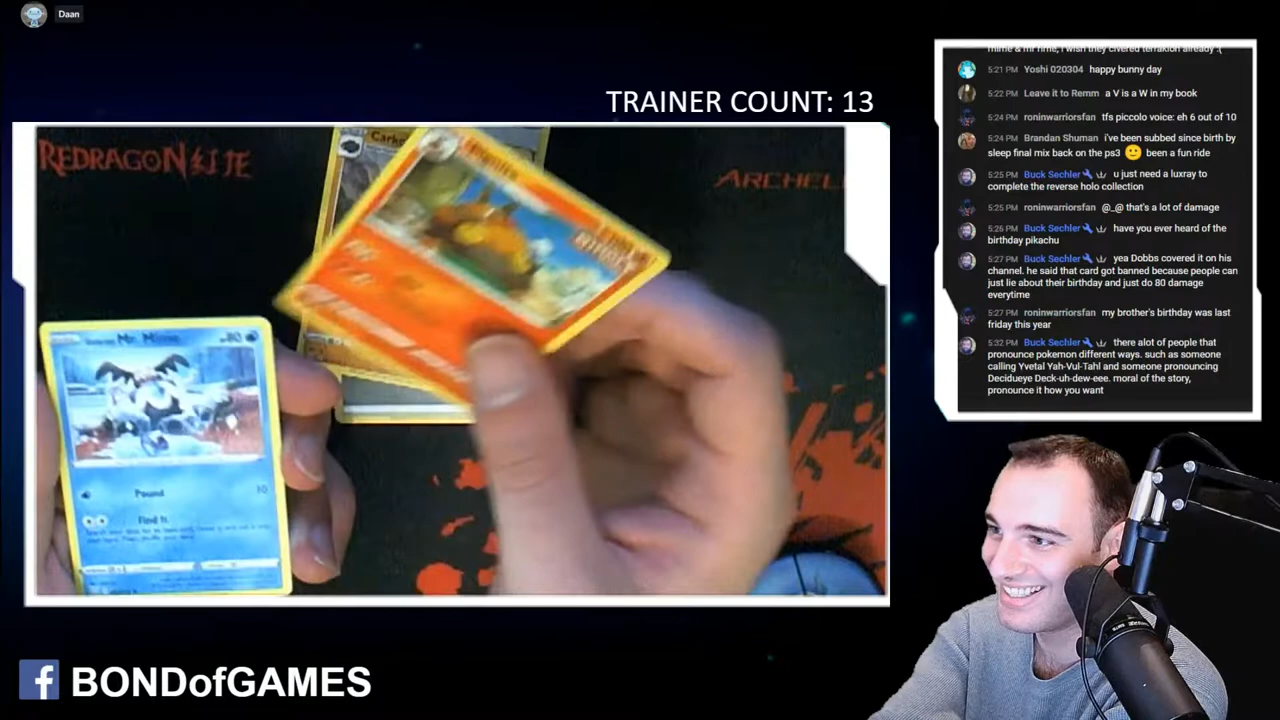 Daan
TRAINER COUNT: 13
REDRAGON 红龙
Mr. Mime
80
Pound
10
Find It
5:21 PM Yoshi 020304 happy bunny day
5:22 PM Leave it to Remm a V is a W in my book
5:24 PM roninwarriorsfan tfs piccolo voice: eh 6 out of 10
5:24 PM Brandan Shuman i've been subbed since birth by
sleep final mix back on the ps3 🙂 been a fun ride
5:25 PM Buck Sechler u just need a luxray to
complete the reverse holo collection
5:25 PM roninwarriorsfan @_@ that's a lot of damage
5:26 PM Buck Sechler have you ever heard of the
birthday pikachu
5:27 PM Buck Sechler yea Dobbs covered it on his
channel. he said that card got banned because people can
just lie about their birthday and just do 80 damage
everytime
5:27 PM roninwarriorsfan my brother's birthday was last
friday this year
5:32 PM Buck Sechler there alot of people that
pronounce pokemon different ways. such as someone
calling Yvetal Yah-Vul-Tahl and someone pronouncing
Decidueye Deck-uh-dew-eee. moral of the story,
pronounce it how you want
BONDofGAMES